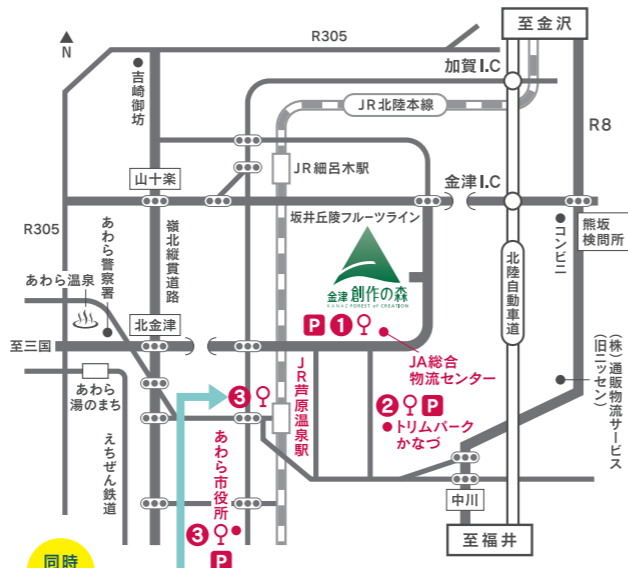 至金沢
R305
N
加賀I.C
吉崎御坊
JR北陸本線
R8
JR細呂木駅
山十楽
金津I.C
坂井丘陵フルーツライン
R305
あわら警察署
嶺北縦貫道路
熊坂
検問所
コンビニ
北陸自動車道
あわら温泉
金津 創作の森
KANAZ FOREST of CREATION
北金津
P 1
至三国
JA総合
物流センター
(株)通販物流サービス
(旧ニッセン)
JR芦原温泉駅
あわら
湯のまち
3
2 P
トリムパーク
かなづ
えちぜん鉄道
あわら市役所
中川
3
P
至福井
同時